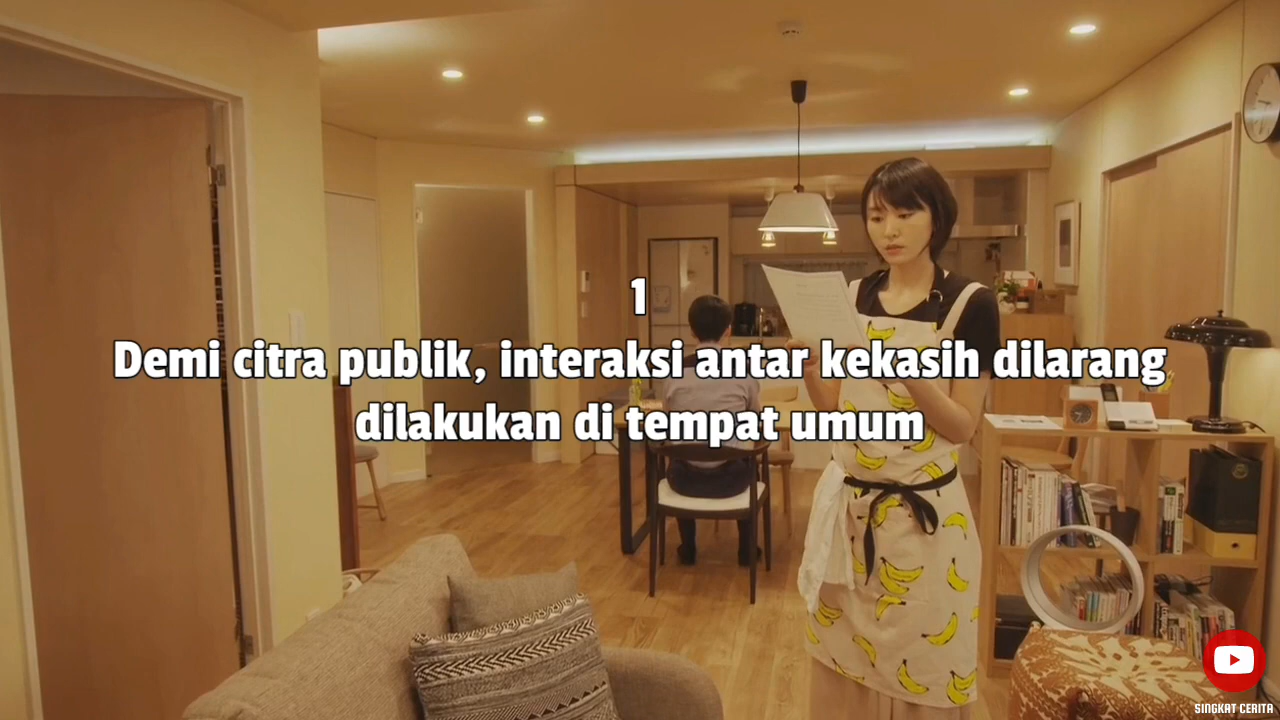 1
Demi citra publik, interaksi antar kekasih dilarang
dilakukan di tempat umum
SINGKAT CERITA